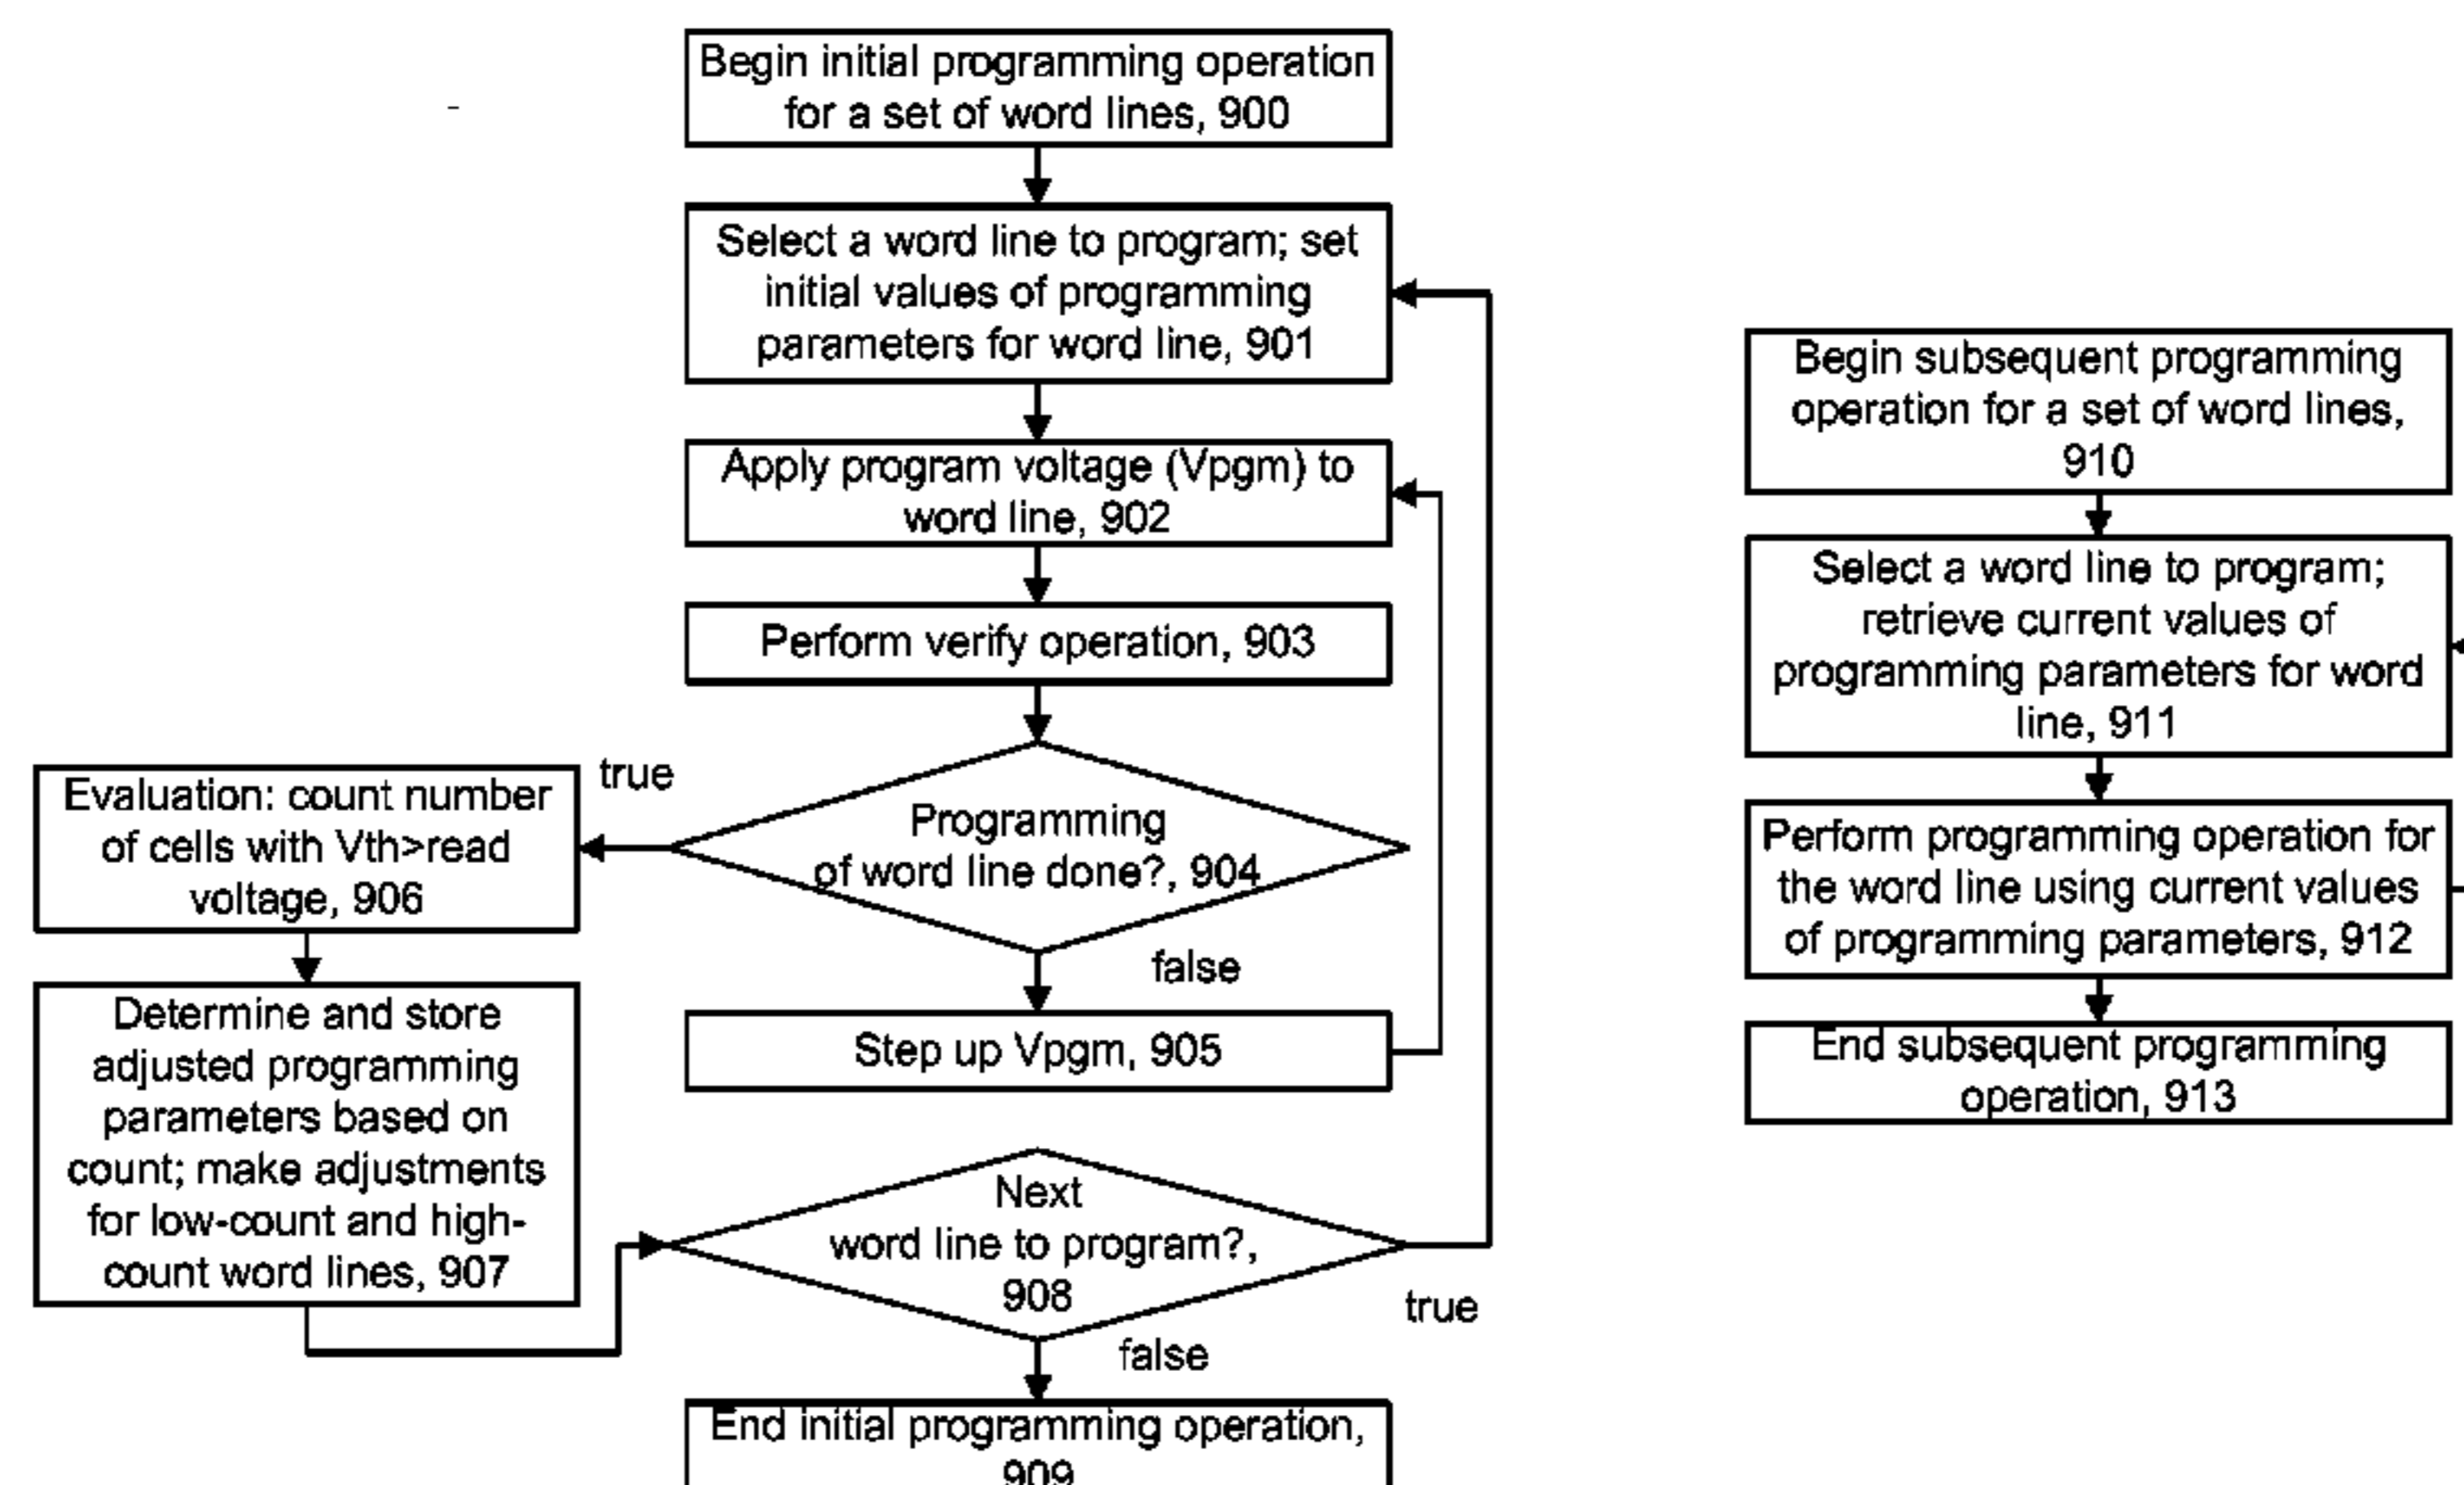 Begin initial programming operation
for a set of word lines, 900
Select a word line to program; set
initial values of programming
parameters for word line, 901
Apply program voltage (Vpgm) to
word line, 902
Perform verify operation, 903
Programming
of word line done?, 904
true
false
Evaluation: count number
of cells with Vth>read
voltage, 906
Determine and store
adjusted programming
parameters based on
count; make adjustments
for low-count and high-
count word lines, 907
Step up Vpgm, 905
Next
word line to program?,
908
true
false
End initial programming operation,
909
Begin subsequent programming
operation for a set of word lines,
910
Select a word line to program;
retrieve current values of
programming parameters for word
line, 911
Perform programming operation for
the word line using current values
of programming parameters, 912
End subsequent programming
operation, 913